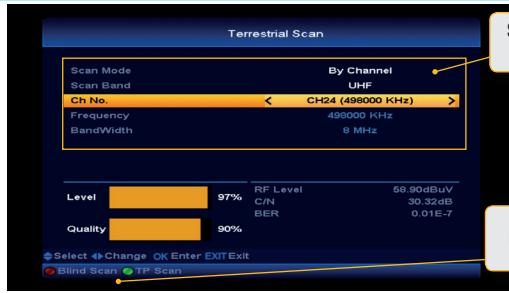 Terrestrial Scan
S
Scan Mode By Channel
Scan Band UHF
Ch No. < CH24 (498000 KHz) >
Frequency 498000 KHz
BandWidth 8 MHz
Level 97% RF Level 58.90dBuV
C/N 30.32dB
BER 0.01E-7
Quality 90%
Select Change OK Enter EXIT Exit
Blind Scan TP Scan